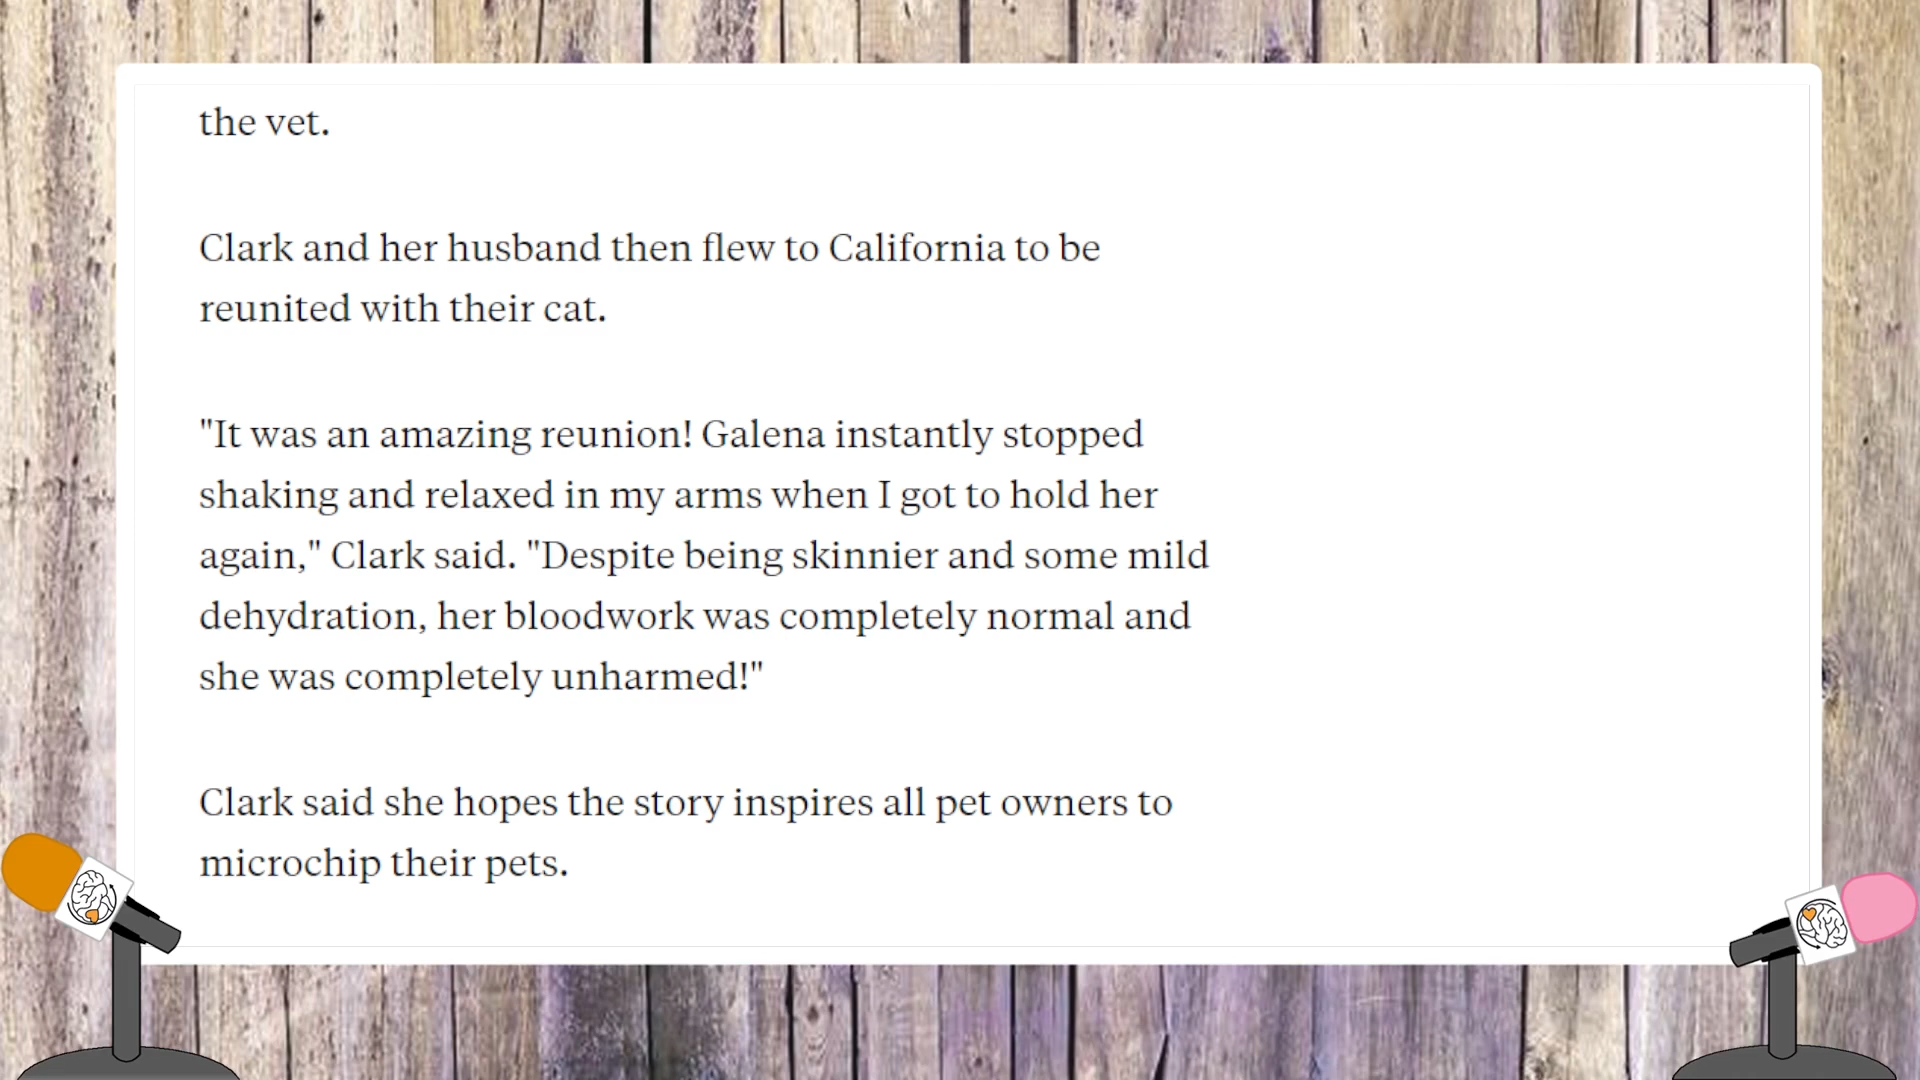 the vet.
Clark and her husband then flew to California to be
reunited with their cat.
"It was an amazing reunion! Galena instantly stopped
shaking and relaxed in my arms when I got to hold her
again," Clark said. "Despite being skinnier and some mild
dehydration, her bloodwork was completely normal and
she was completely unharmed!"
Clark said she hopes the story inspires all pet owners to
microchip their pets.